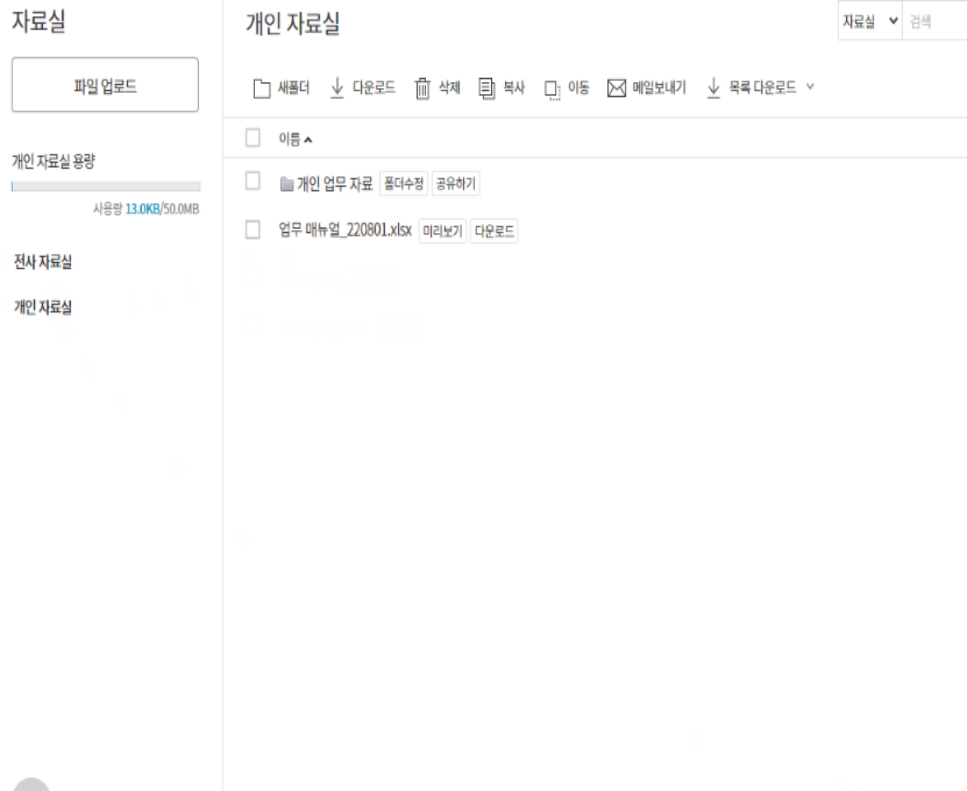 자료실
파일 업로드
개인 자료실 용량
사용량 13.0KB/50.0MB
전사 자료실
개인 자료실
개인 자료실
자료실 검색
새폴더 다운로드 삭제 복사 이동 메일보내기 목록 다운로드
이름
개인 업무 자료 폴더수정 공유하기
업무 매뉴얼_220801.xlsx 미리보기 다운로드